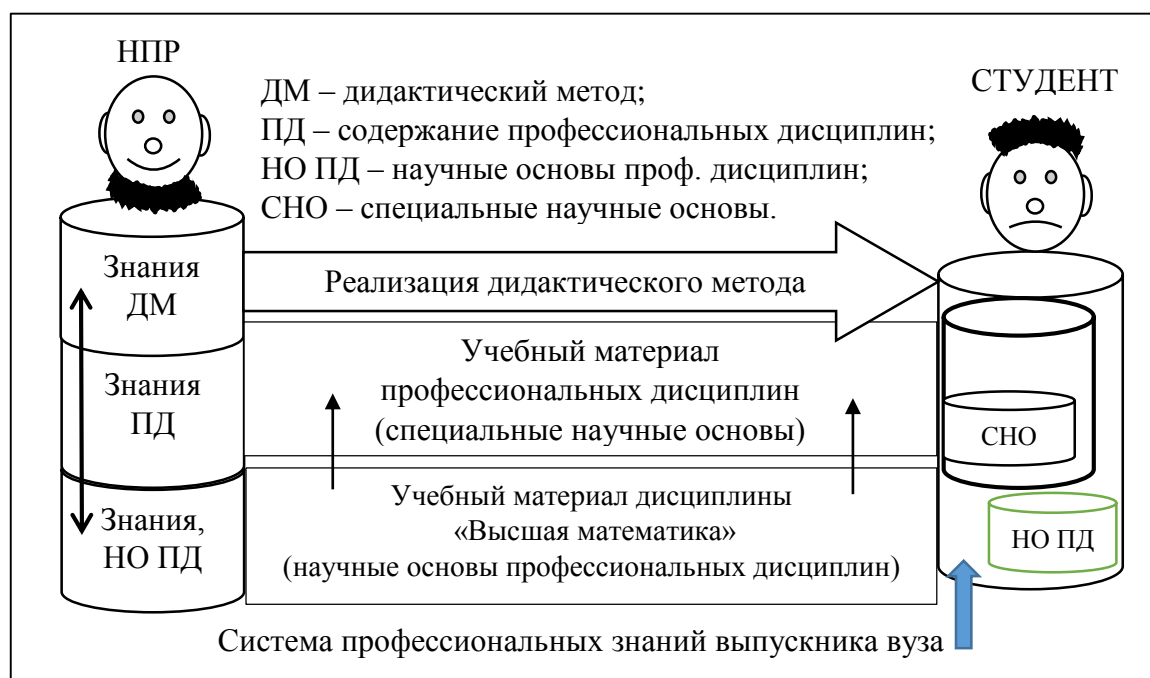 НПР
СТУДЕНТ
ДМ – дидактический метод;
ПД – содержание профессиональных дисциплин;
НО ПД – научные основы проф. дисциплин;
СНО – специальные научные основы.
Знания
ДМ
Реализация дидактического метода
Знания
ПД
Учебный материал
профессиональных дисциплин
(специальные научные основы)
СНО
Знания,
НО ПД
Учебный материал дисциплины
«Высшая математика»
(научные основы профессиональных дисциплин)
НО ПД
Система профессиональных знаний выпускника вуза